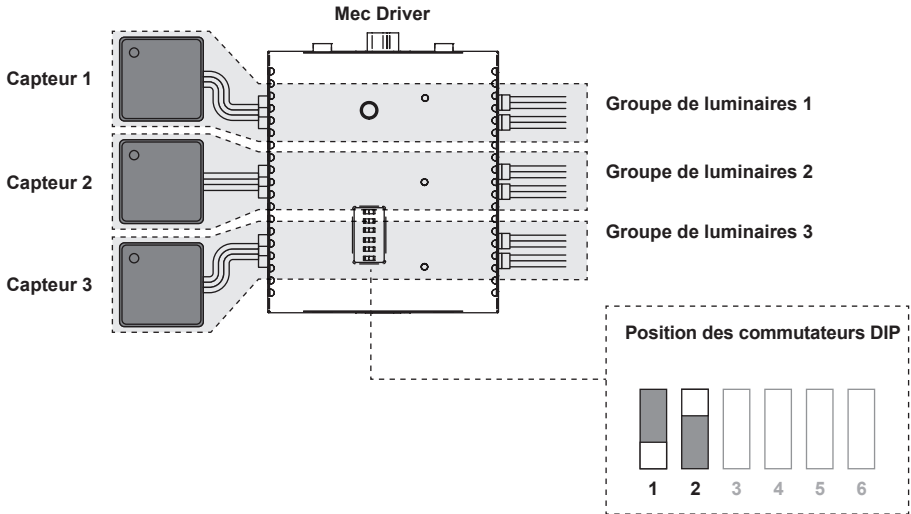 Mec Driver
Capteur 1
Groupe de luminaires 1
Capteur 2
Groupe de luminaires 2
Groupe de luminaires 3
Capteur 3
Position des commutateurs DIP
1 2 3 4 5 6